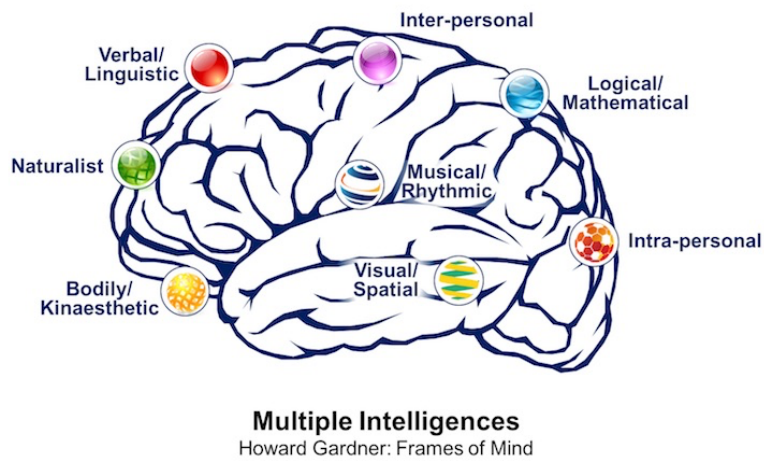 Inter-personal
Verbal/
Linguistic
Logical/
Mathematical
Naturalist
Musical/
Rhythmic
Intra-personal
Visual/
Spatial
Bodily/
Kinaesthetic
Multiple Intelligences
Howard Gardner: Frames of Mind